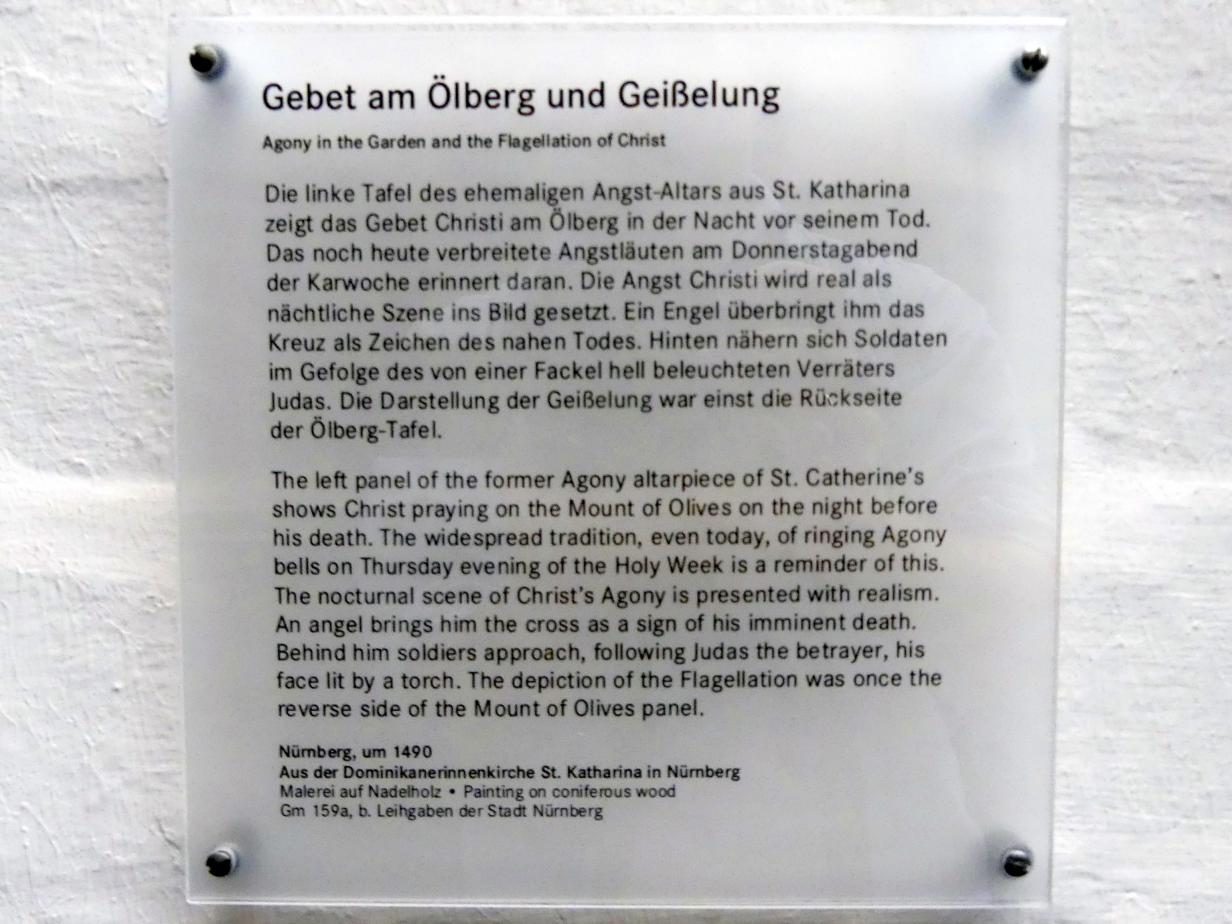 Gebet am Ölberg und Geißelung
Agony in the Garden and the Flagellation of Christ
Die linke Tafel des ehemaligen Angst-Altars aus St. Katharina
zeigt das Gebet Christi am Ölberg in der Nacht vor seinem Tod.
Das noch heute verbreitete Angstläuten am Donnerstagabend
der Karwoche erinnert daran. Die Angst Christi wird real als
nächtliche Szene ins Bild gesetzt. Ein Engel überbringt ihm das
Kreuz als Zeichen des nahen Todes. Hinten nähern sich Soldaten
im Gefolge des von einer Fackel hell beleuchteten Verräters
Judas. Die Darstellung der Geißelung war einst die Rückseite
der Ölberg-Tafel.
The left panel of the former Agony altarpiece of St. Catherine's
shows Christ praying on the Mount of Olives on the night before
his death. The widespread tradition, even today, of ringing Agony
bells on Thursday evening of the Holy Week is a reminder of this.
The nocturnal scene of Christ's Agony is presented with realism.
An angel brings him the cross as a sign of his imminent death.
Behind him soldiers approach, following Judas the betrayer, his
face lit by a torch. The depiction of the Flagellation was once the
reverse side of the Mount of Olives panel.
Nürnberg, um 1490
Aus der Dominikanerinnenkirche St. Katharina in Nürnberg
Malerei auf Nadelholz • Painting on coniferous wood
Gm 159a, b. Leihgaben der Stadt Nürnberg